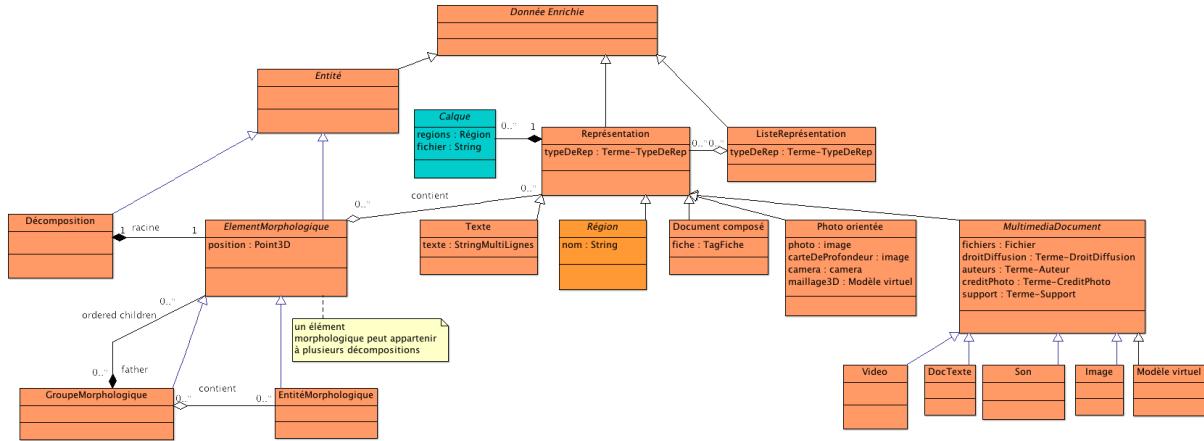 Donnée Enrichie
Entité
Calque
regions : Région
fichier : String
0..*
1
Représentation
typeDeRep : Terme-TypeDeRep
0..*
0..*
ListeReprésentation
typeDeRep : Terme-TypeDeRep
contient
0..*
0..*
Décomposition
1
racine
1
ElementMorphologique
position : Point3D
Texte
texte : StringMultiLignes
Région
nom : String
Document composé
fiche : TagFiche
Photo orientée
photo : image
carteDeProfondeur : image
camera : camera
maillage3D : Modèle virtuel
MultimediaDocument
fichiers : Fichier
droitDiffusion : Terme-DroitDiffusion
auteurs : Terme-Auteur
creditPhoto : Terme-CreditPhoto
support : Terme-Support
0..*
ordered children
un élément
morphologique peut appartenir
à plusieurs décompositions
0..*
father
GroupeMorphologique
contient
0..*
0..*
EntitéMorphologique
Video
DocTexte
Son
Image
Modèle virtuel